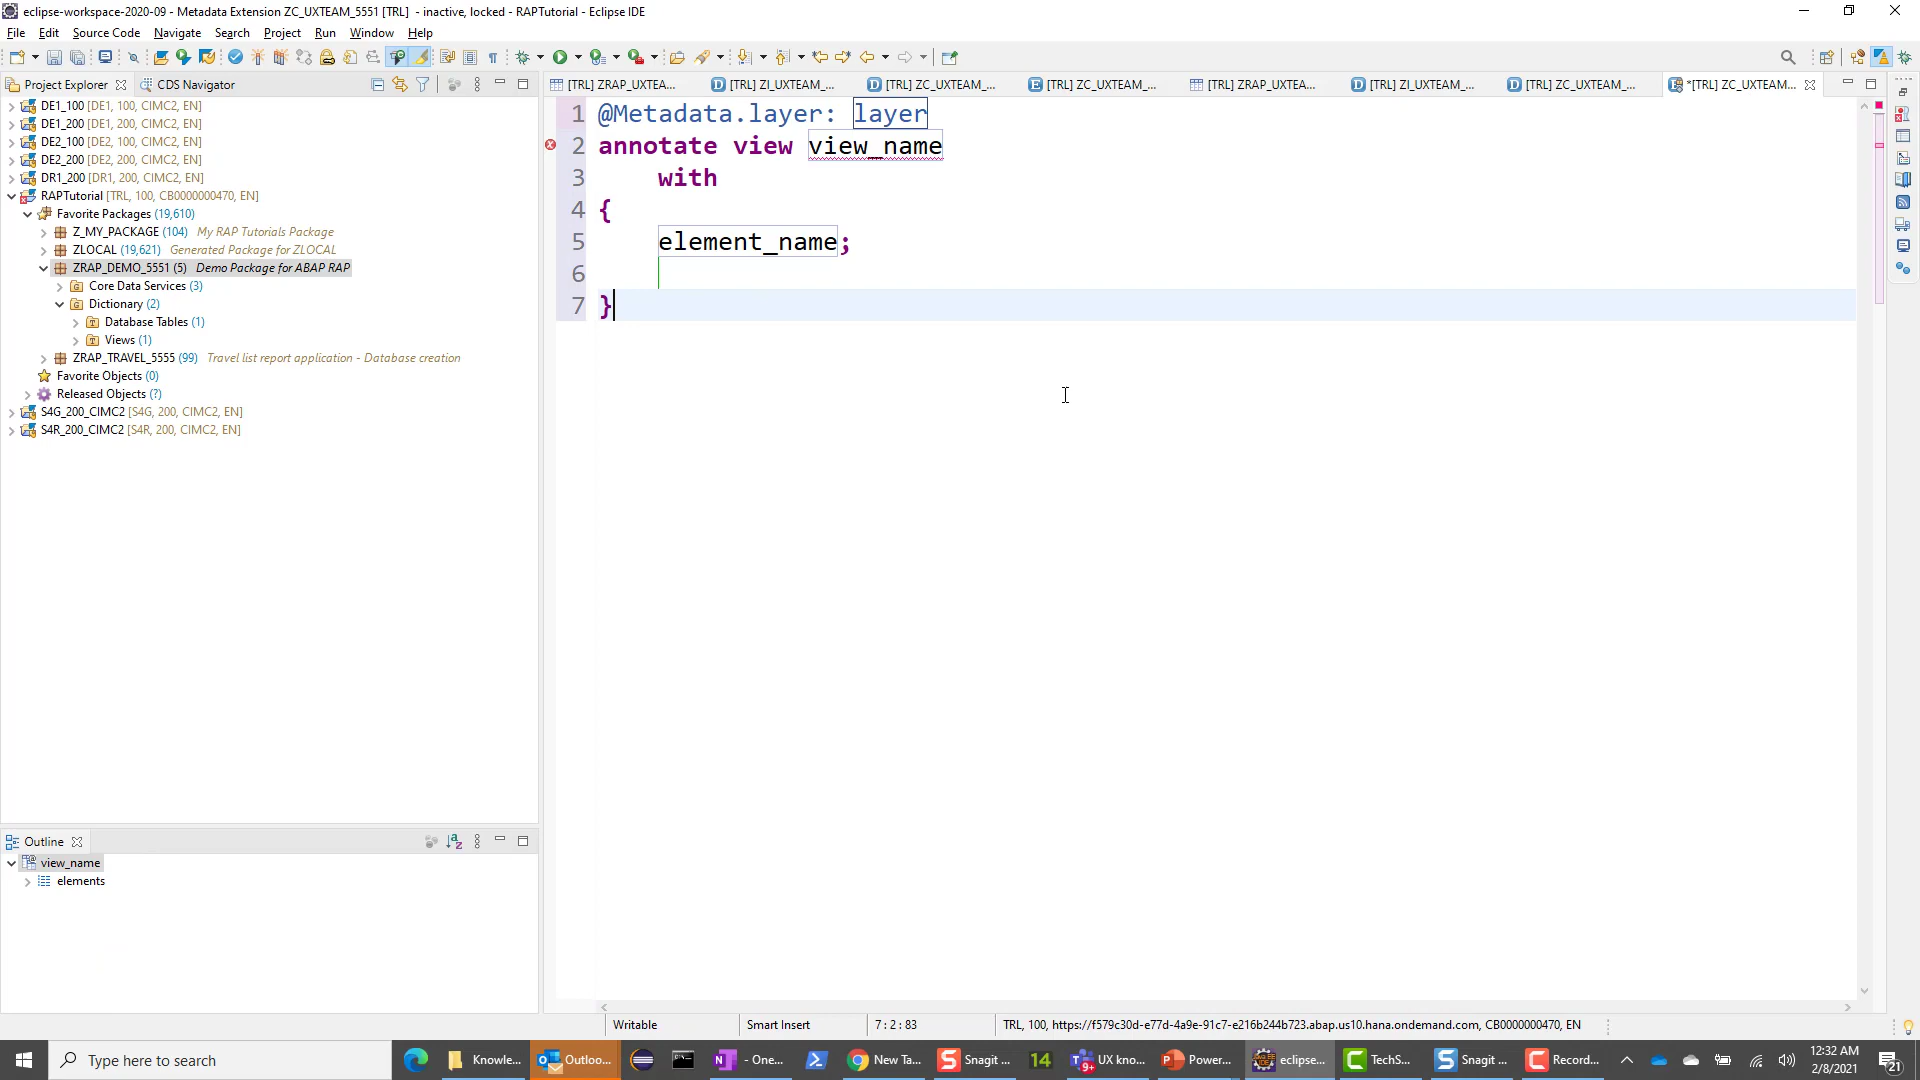 eclipse-workspace-2020-09 - Metadata Extension ZC_UXTEAM_5551 [TRL] - inactive, locked - RAPTutorial - Eclipse IDE
File Edit Source Code Navigate Search Project Run Window Help
Project Explorer CDS Navigator
[TRL] ZRAP_UXTEA... [TRL] ZI_UXTEAM_... [TRL] ZC_UXTEAM_... [TRL] ZC_UXTEAM_... [TRL] ZRAP_UXTEA... [TRL] ZI_UXTEAM_... [TRL] ZC_UXTEAM_... *[TRL] ZC_UXTEAM...
DE1_100 [DE1, 100, CIMC2, EN]
DE1_200 [DE1, 200, CIMC2, EN]
DE2_100 [DE2, 100, CIMC2, EN]
DE2_200 [DE2, 200, CIMC2, EN]
DR1_200 [DR1, 200, CIMC2, EN]
RAPTutorial [TRL, 100, CB0000000470, EN]
Favorite Packages (19,610)
Z_MY_PACKAGE (104) My RAP Tutorials Package
ZLOCAL (19,621) Generated Package for ZLOCAL
ZRAP_DEMO_5551 (5) Demo Package for ABAP RAP
Core Data Services (3)
Dictionary (2)
Database Tables (1)
Views (1)
ZRAP_TRAVEL_5555 (99) Travel list report application - Database creation
Favorite Objects (0)
Released Objects (?)
S4G_200_CIMC2 [S4G, 200, CIMC2, EN]
S4R_200_CIMC2 [S4R, 200, CIMC2, EN]
1 @Metadata.layer: layer
2 annotate view view_name
3 with
4 {
5 element_name;
6
7 }
Outline
view_name
elements
Writable Smart Insert 7 : 2 : 83 TRL, 100, https://f579c30d-e77d-4a9e-91c7-e216b244b723.abap.us10.hana.ondemand.com, CB0000000470, EN
Type here to search Knowle... Outloo... - One... New Ta... Snagit ... 14 9+ UX kno... Power... eclipse... TechS... Snagit ... Record... 12:32 AM
2/8/2021 21